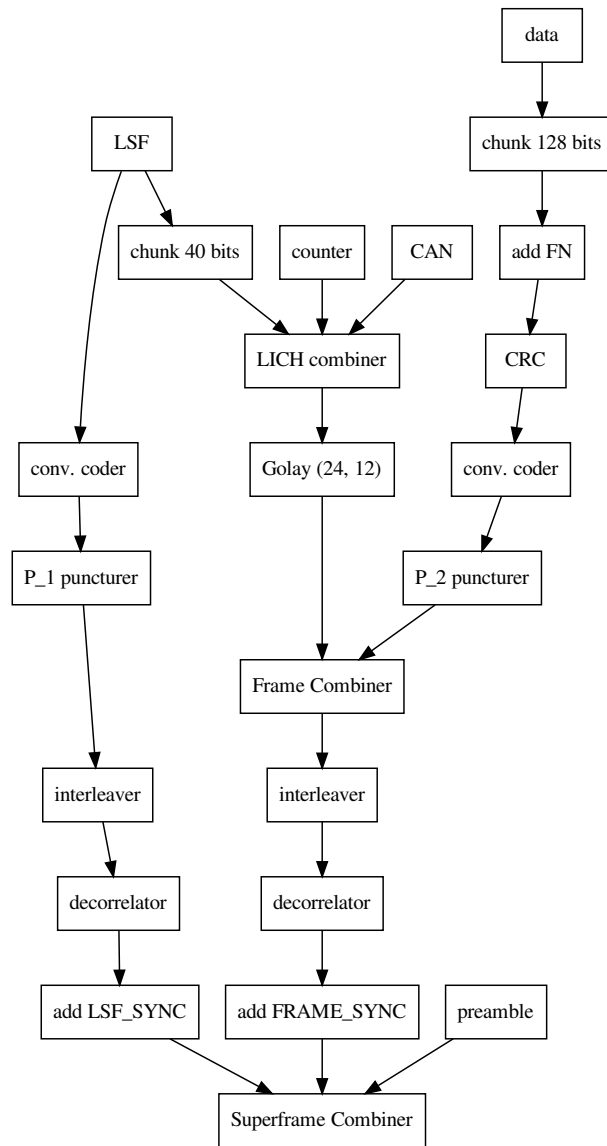 data
chunk 128 bits
LSF
chunk 40 bits
counter
CAN
add FN
LICH combiner
CRC
conv. coder
Golay (24, 12)
conv. coder
P_1 puncturer
P_2 puncturer
Frame Combiner
interleaver
interleaver
decorrelator
decorrelator
add LSF_SYNC
add FRAME_SYNC
preamble
Superframe Combiner